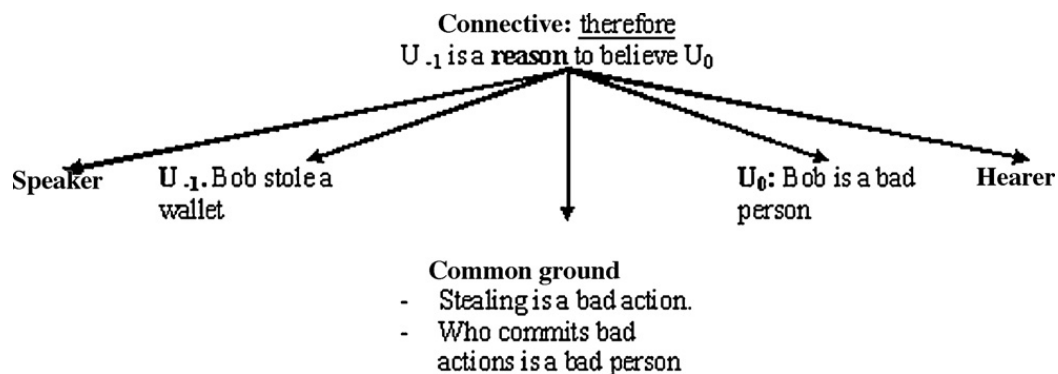 Connective: therefore
U -1 is a reason to believe U0
Speaker
U -1. Bob stole a
wallet
U0: Bob is a bad
person
Hearer
Common ground
- Stealing is a bad action.
- Who commits bad
actions is a bad person